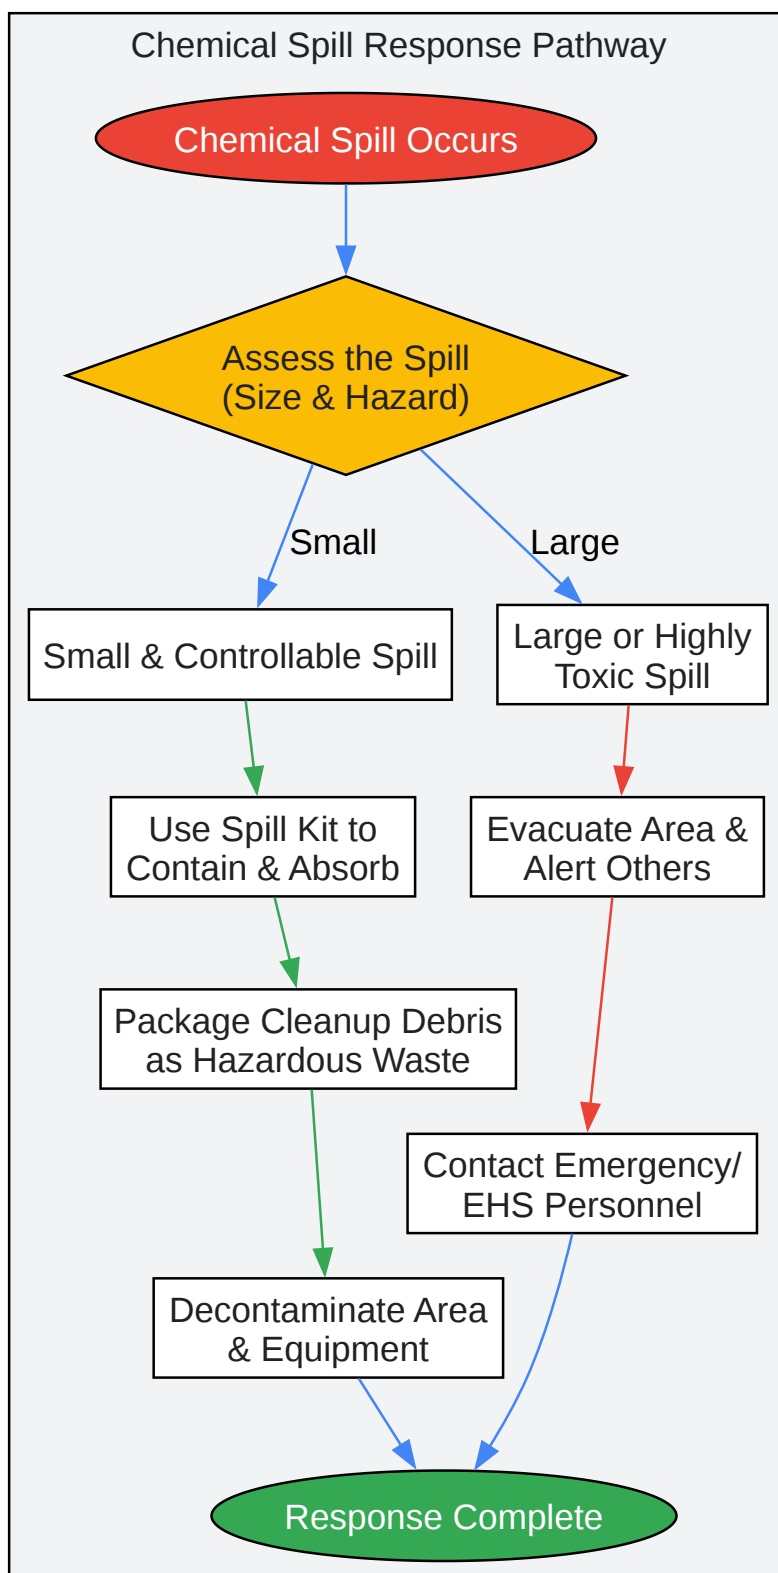 Chemical Spill Response Pathway
Chemical Spill Occurs
Assess the Spill
(Size & Hazard)
Small
Large
Small & Controllable Spill
Large or Highly
Toxic Spill
Use Spill Kit to
Contain & Absorb
Evacuate Area &
Alert Others
Package Cleanup Debris
as Hazardous Waste
Contact Emergency/
EHS Personnel
Decontaminate Area
& Equipment
Response Complete